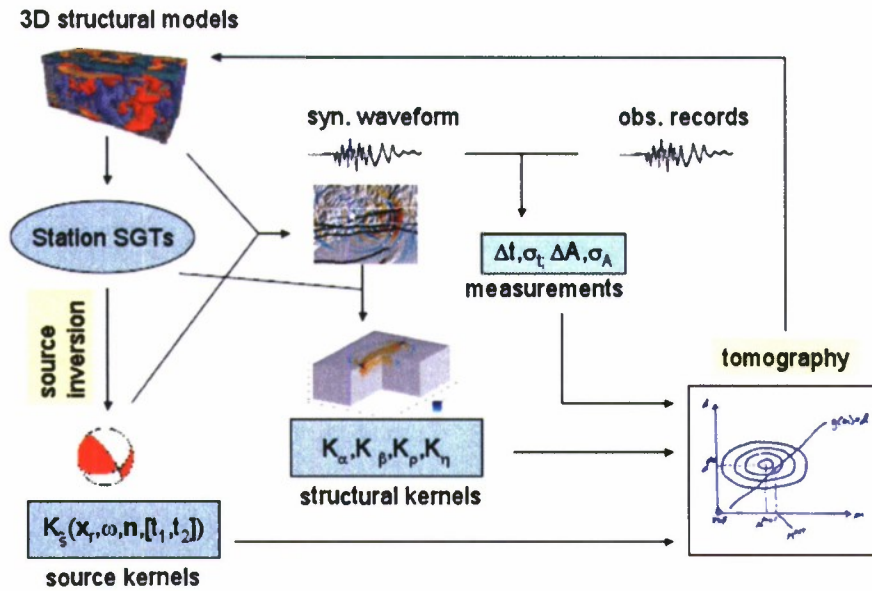 3D structural models
syn. waveform
obs. records
Station SGTs
Δt,σt; ΔA,σA
measurements
source
inversion
tomography
Kα,Kβ,Kρ,Kη
structural kernels
Ks̃(xr,ω,n,[t1,t2])
source kernels